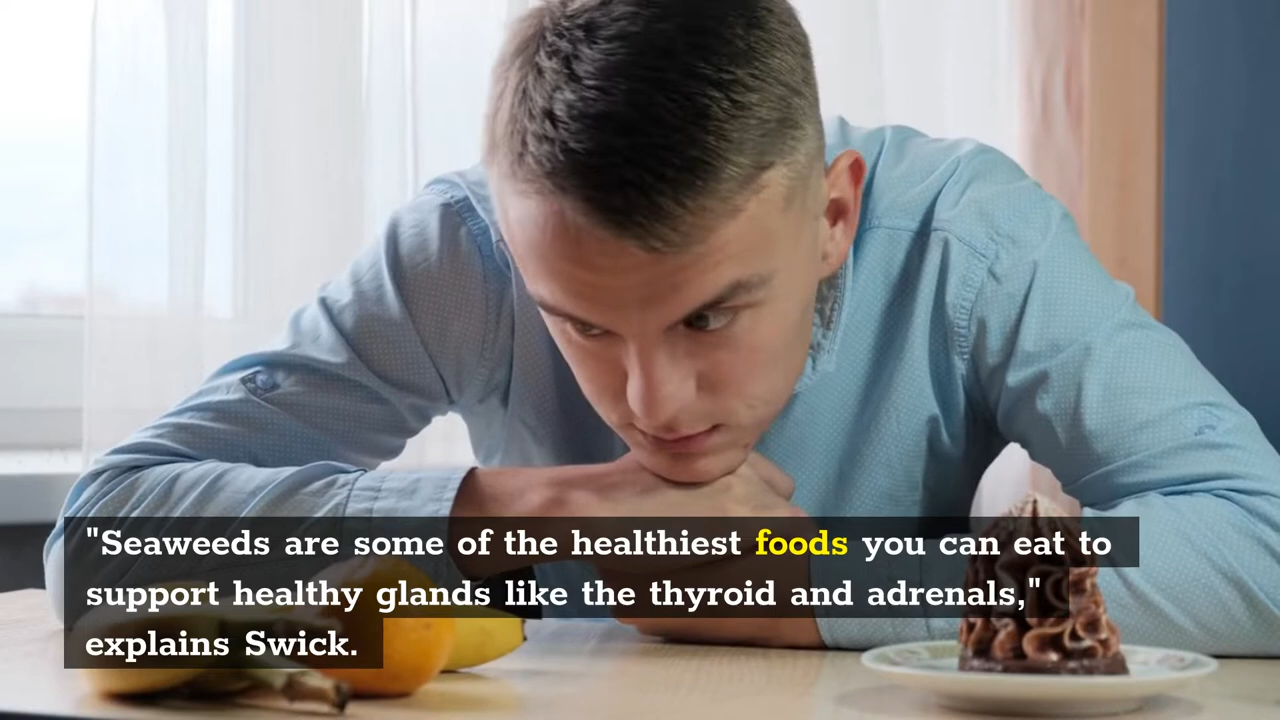 "Seaweeds are some of the healthiest foods you can eat to
support healthy glands like the thyroid and adrenals,"
explains Swick.